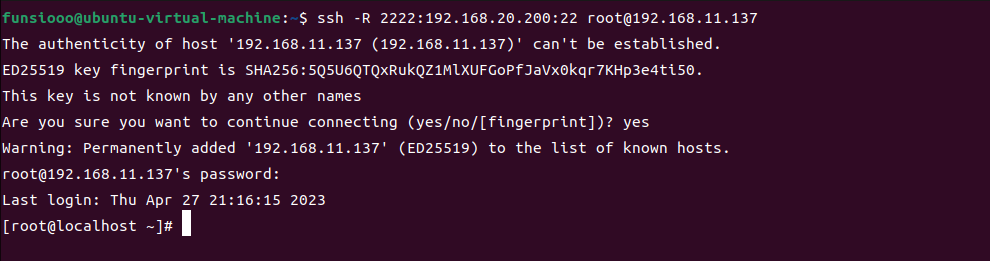 funsiooo@ubuntu-virtual-machine:~$ ssh -R 2222:192.168.20.200:22 root@192.168.11.137
The authenticity of host '192.168.11.137 (192.168.11.137)' can't be established.
ED25519 key fingerprint is SHA256:5Q5U6QTQxRukQZ1MlXUFGoPfJaVx0kqr7KHp3e4ti50.
This key is not known by any other names
Are you sure you want to continue connecting (yes/no/[fingerprint])? yes
Warning: Permanently added '192.168.11.137' (ED25519) to the list of known hosts.
root@192.168.11.137's password:
Last login: Thu Apr 27 21:16:15 2023
[root@localhost ~]#